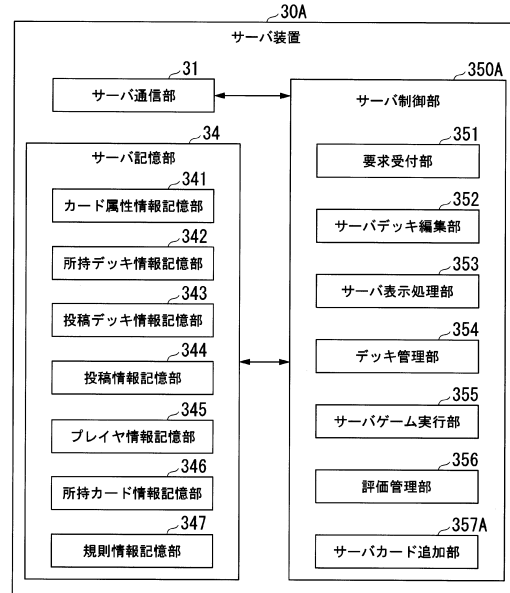 30A
サーバ装置
31
サーバ通信部
34
サーバ記憶部
341
カード属性情報記憶部
342
所持デッキ情報記憶部
343
投稿デッキ情報記憶部
344
投稿情報記憶部
345
プレイヤ情報記憶部
346
所持カード情報記憶部
347
規則情報記憶部
350A
サーバ制御部
351
要求受付部
352
サーバデッキ編集部
353
サーバ表示処理部
354
デッキ管理部
355
サーバゲーム実行部
356
評価管理部
357A
サーバカード追加部